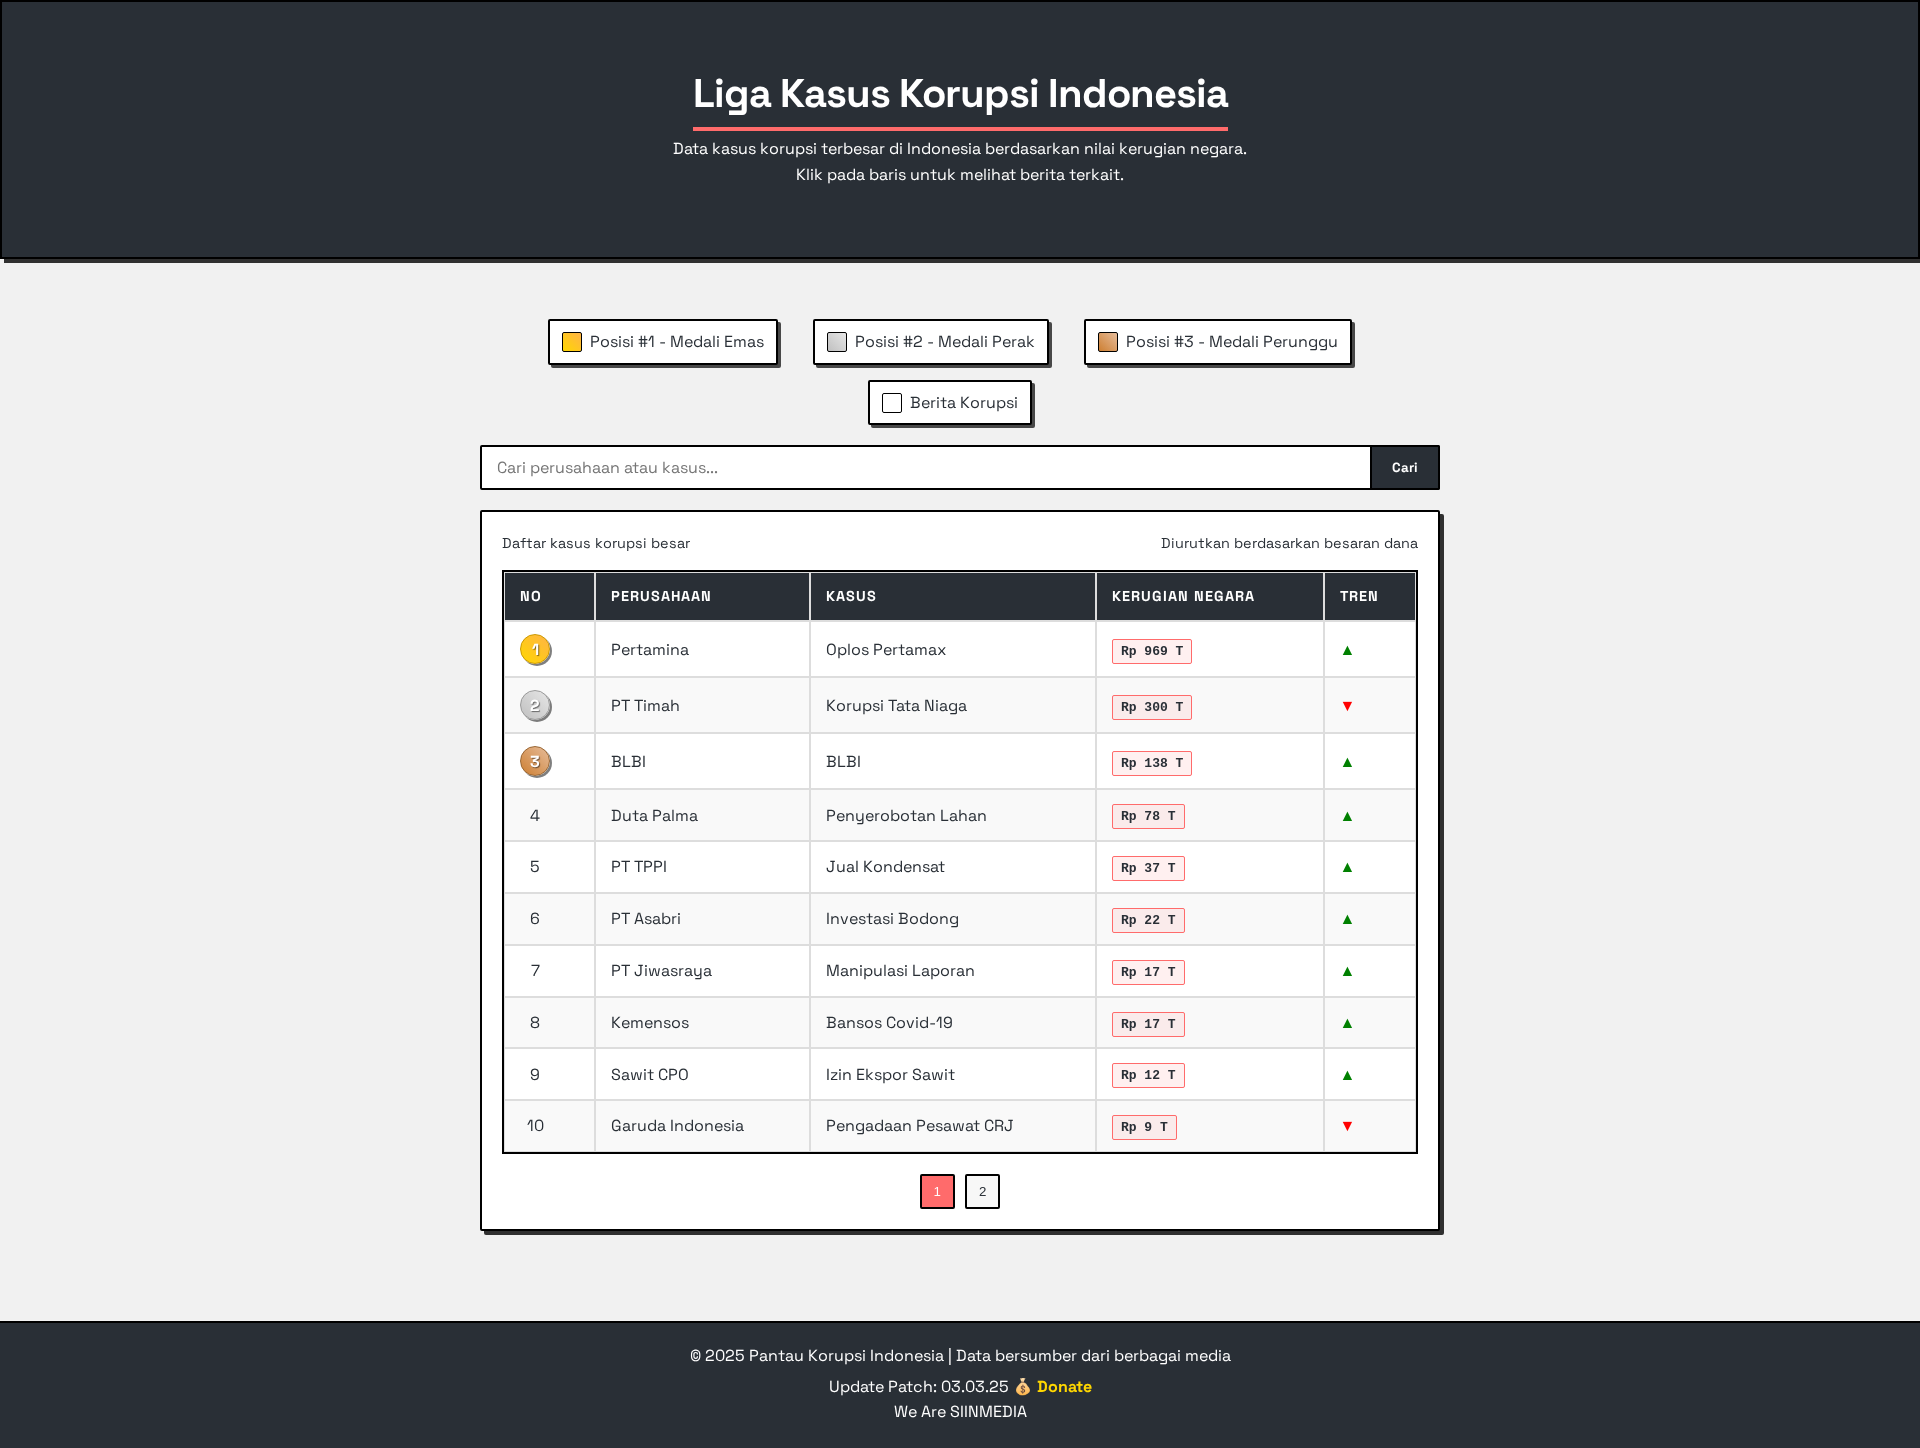 Liga Kasus Korupsi Indonesia
Data kasus korupsi terbesar di Indonesia berdasarkan nilai kerugian negara.
Klik pada baris untuk melihat berita terkait.
Posisi #1 - Medali Emas
Posisi #2 - Medali Perak
Posisi #3 - Medali Perunggu
Berita Korupsi
Cari perusahaan atau kasus... Cari
Daftar kasus korupsi besar Diurutkan berdasarkan besaran dana
NO PERUSAHAAN KASUS KERUGIAN NEGARA TREN
1 Pertamina Oplos Pertamax Rp 969 T ▲
2 PT Timah Korupsi Tata Niaga Rp 300 T ▼
3 BLBI BLBI Rp 138 T ▲
4 Duta Palma Penyerobotan Lahan Rp 78 T ▲
5 PT TPPI Jual Kondensat Rp 37 T ▲
6 PT Asabri Investasi Bodong Rp 22 T ▲
7 PT Jiwasraya Manipulasi Laporan Rp 17 T ▲
8 Kemensos Bansos Covid-19 Rp 17 T ▲
9 Sawit CPO Izin Ekspor Sawit Rp 12 T ▲
10 Garuda Indonesia Pengadaan Pesawat CRJ Rp 9 T ▼
1 2
© 2025 Pantau Korupsi Indonesia | Data bersumber dari berbagai media
Update Patch: 03.03.25 💰 Donate
We Are SIINMEDIA